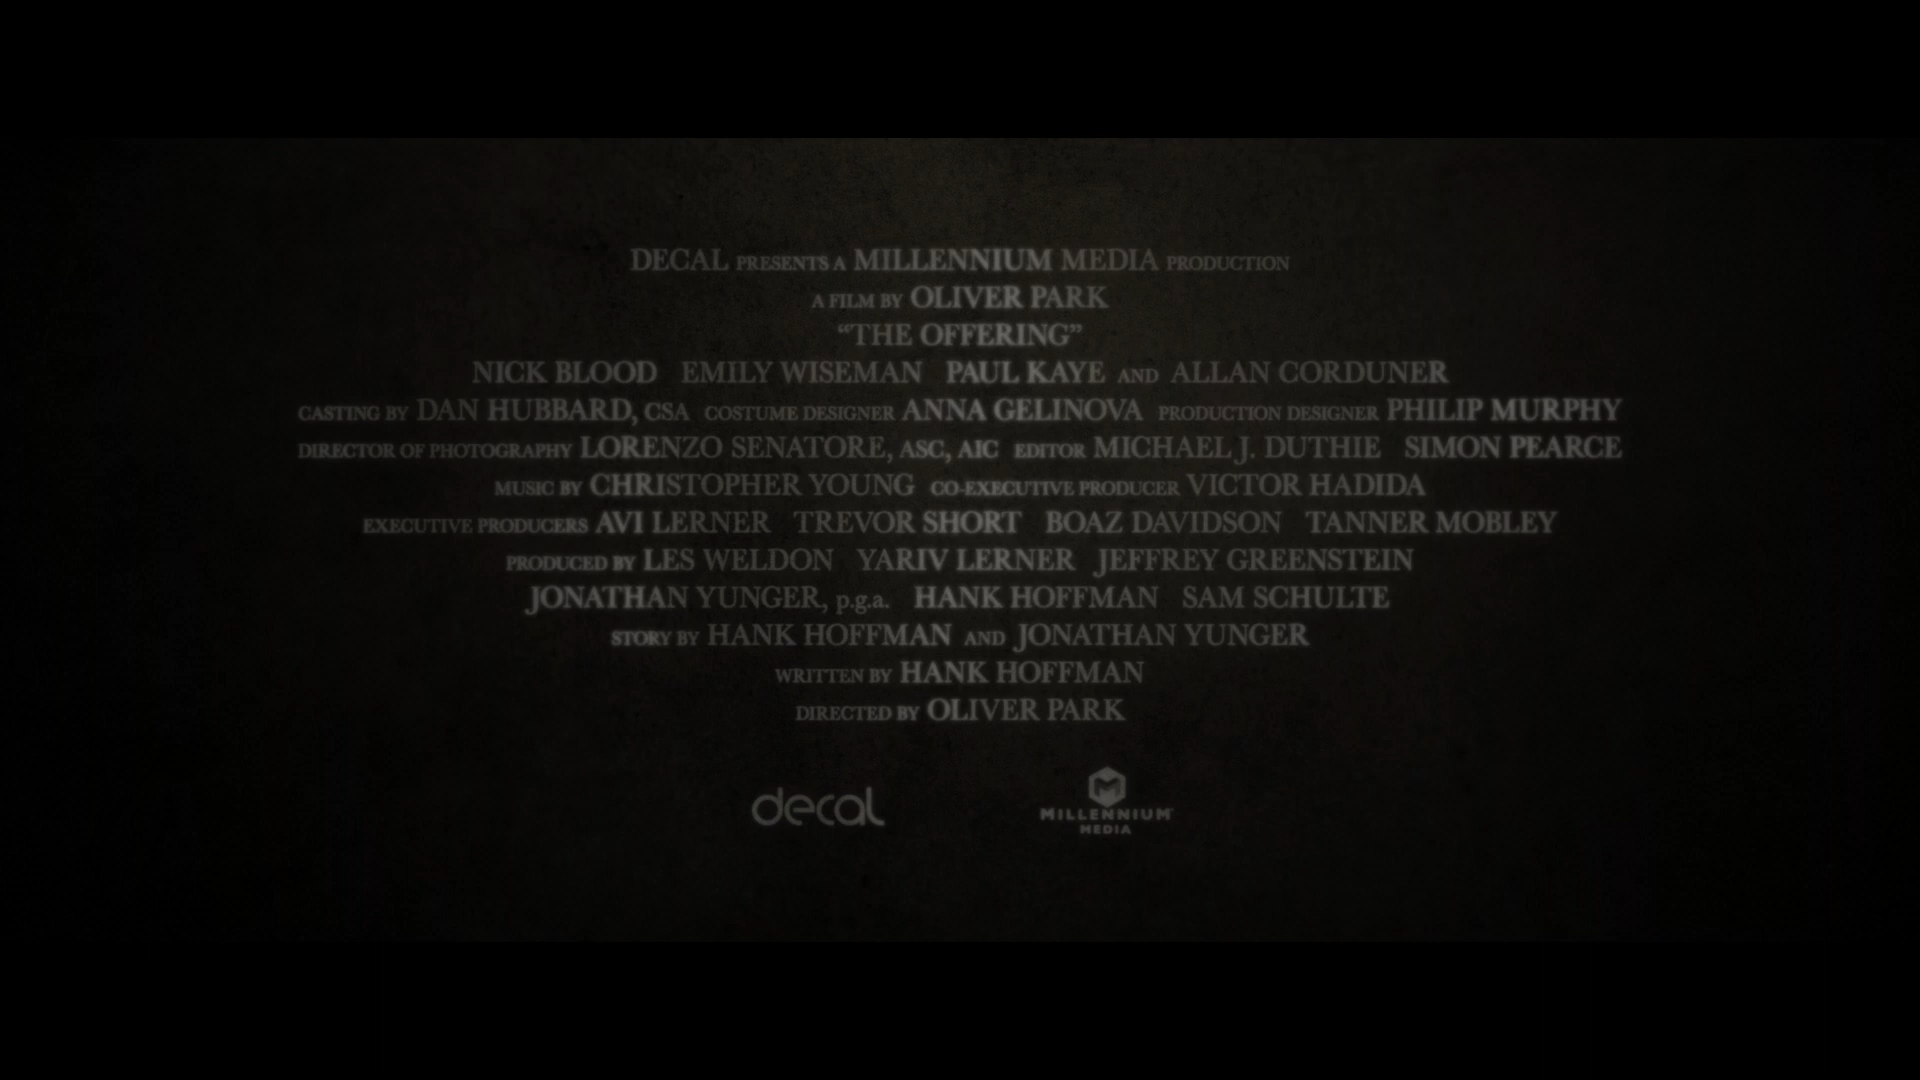 DECAL PRESENTS A MILLENNIUM MEDIA PRODUCTION
A FILM BY OLIVER PARK
“THE OFFERING”
NICK BLOOD EMILY WISEMAN PAUL KAYE AND ALLAN CORDUNER
CASTING BY DAN HUBBARD, CSA COSTUME DESIGNER ANNA GELINOVA PRODUCTION DESIGNER PHILIP MURPHY
DIRECTOR OF PHOTOGRAPHY LORENZO SENATORE, ASC, AIC EDITOR MICHAEL J. DUTHIE SIMON PEARCE
MUSIC BY CHRISTOPHER YOUNG CO-EXECUTIVE PRODUCER VICTOR HADIDA
EXECUTIVE PRODUCERS AVI LERNER TREVOR SHORT BOAZ DAVIDSON TANNER MOBLEY
PRODUCED BY LES WELDON YARIV LERNER JEFFREY GREENSTEIN
JONATHAN YUNGER, p.g.a. HANK HOFFMAN SAM SCHULTE
STORY BY HANK HOFFMAN AND JONATHAN YUNGER
WRITTEN BY HANK HOFFMAN
DIRECTED BY OLIVER PARK
decal
MILLENNIUM
MEDIA